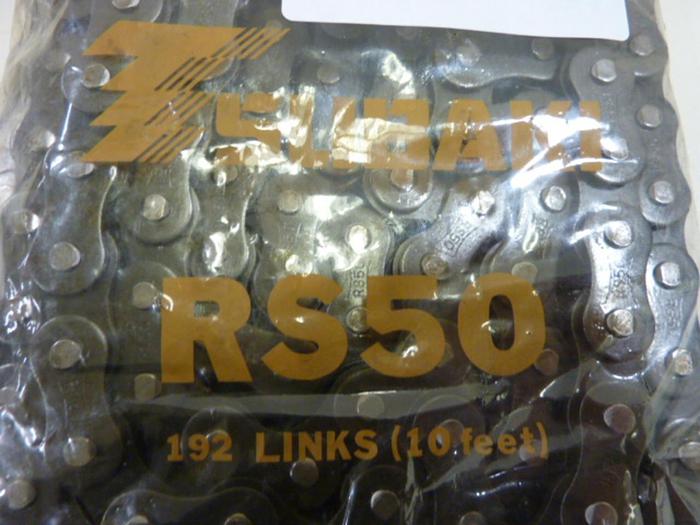 TSUBAKI
RS50
192 LINKS (10 feet)